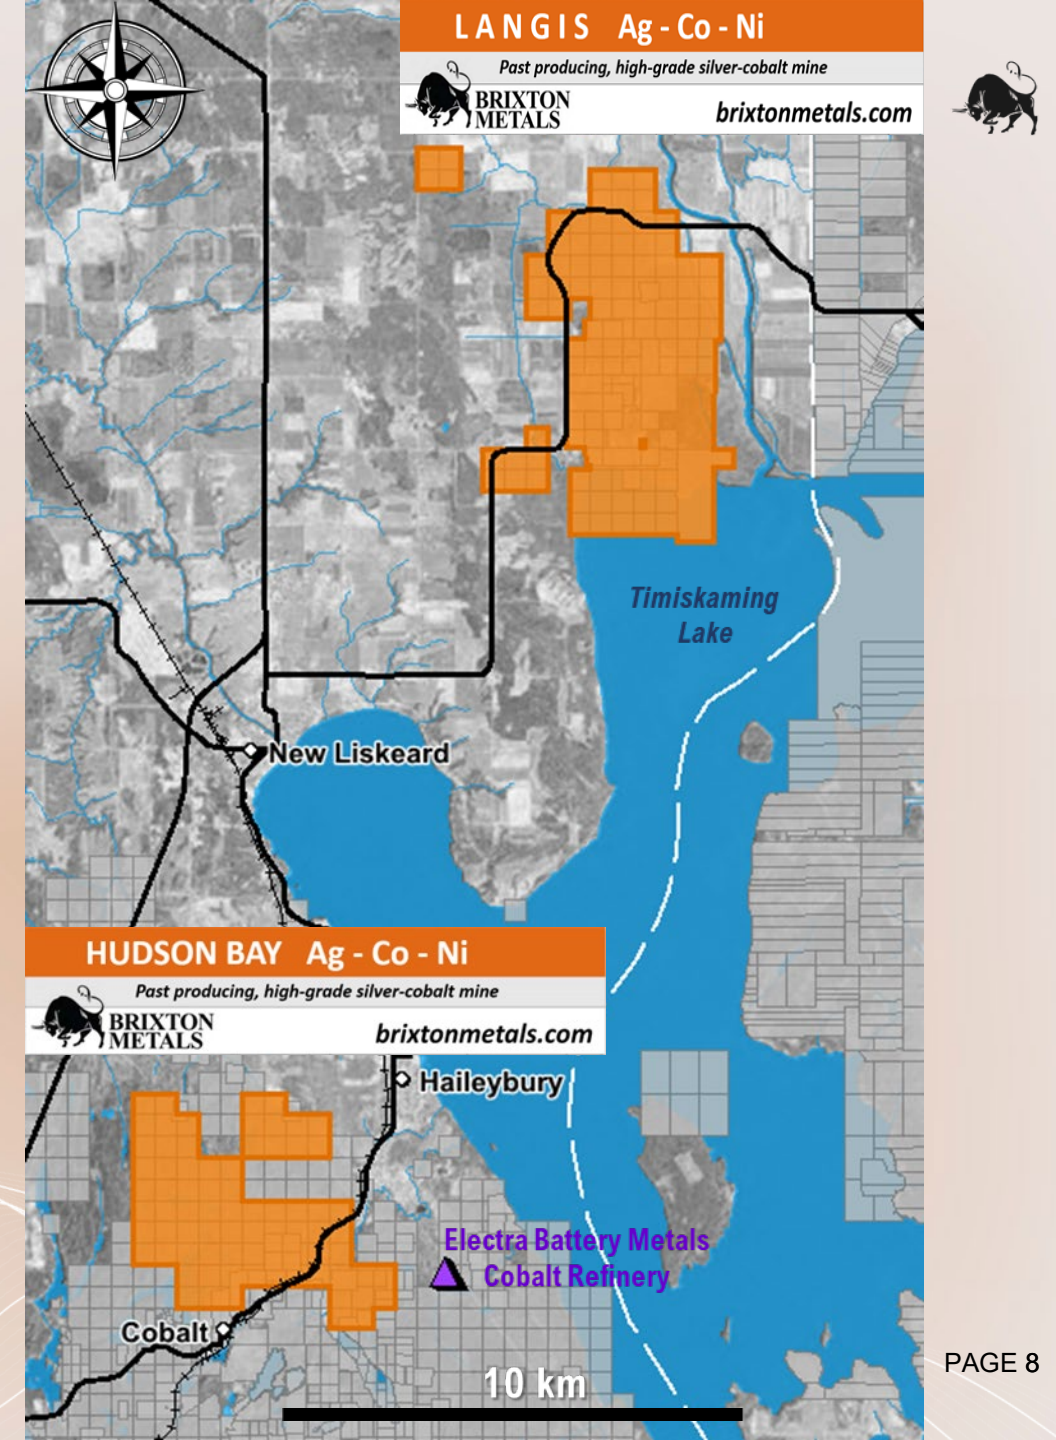 LANGIS Ag - Co - Ni
Past producing, high-grade silver-cobalt mine
BRIXTON
METALS
brixtonmetals.com
Timiskaming
Lake
New Liskeard
HUDSON BAY Ag - Co - Ni
Past producing, high-grade silver-cobalt mine
BRIXTON
METALS
brixtonmetals.com
Haileybury
Electra Battery Metals
Cobalt Refinery
Cobalt
10 km
PAGE 8